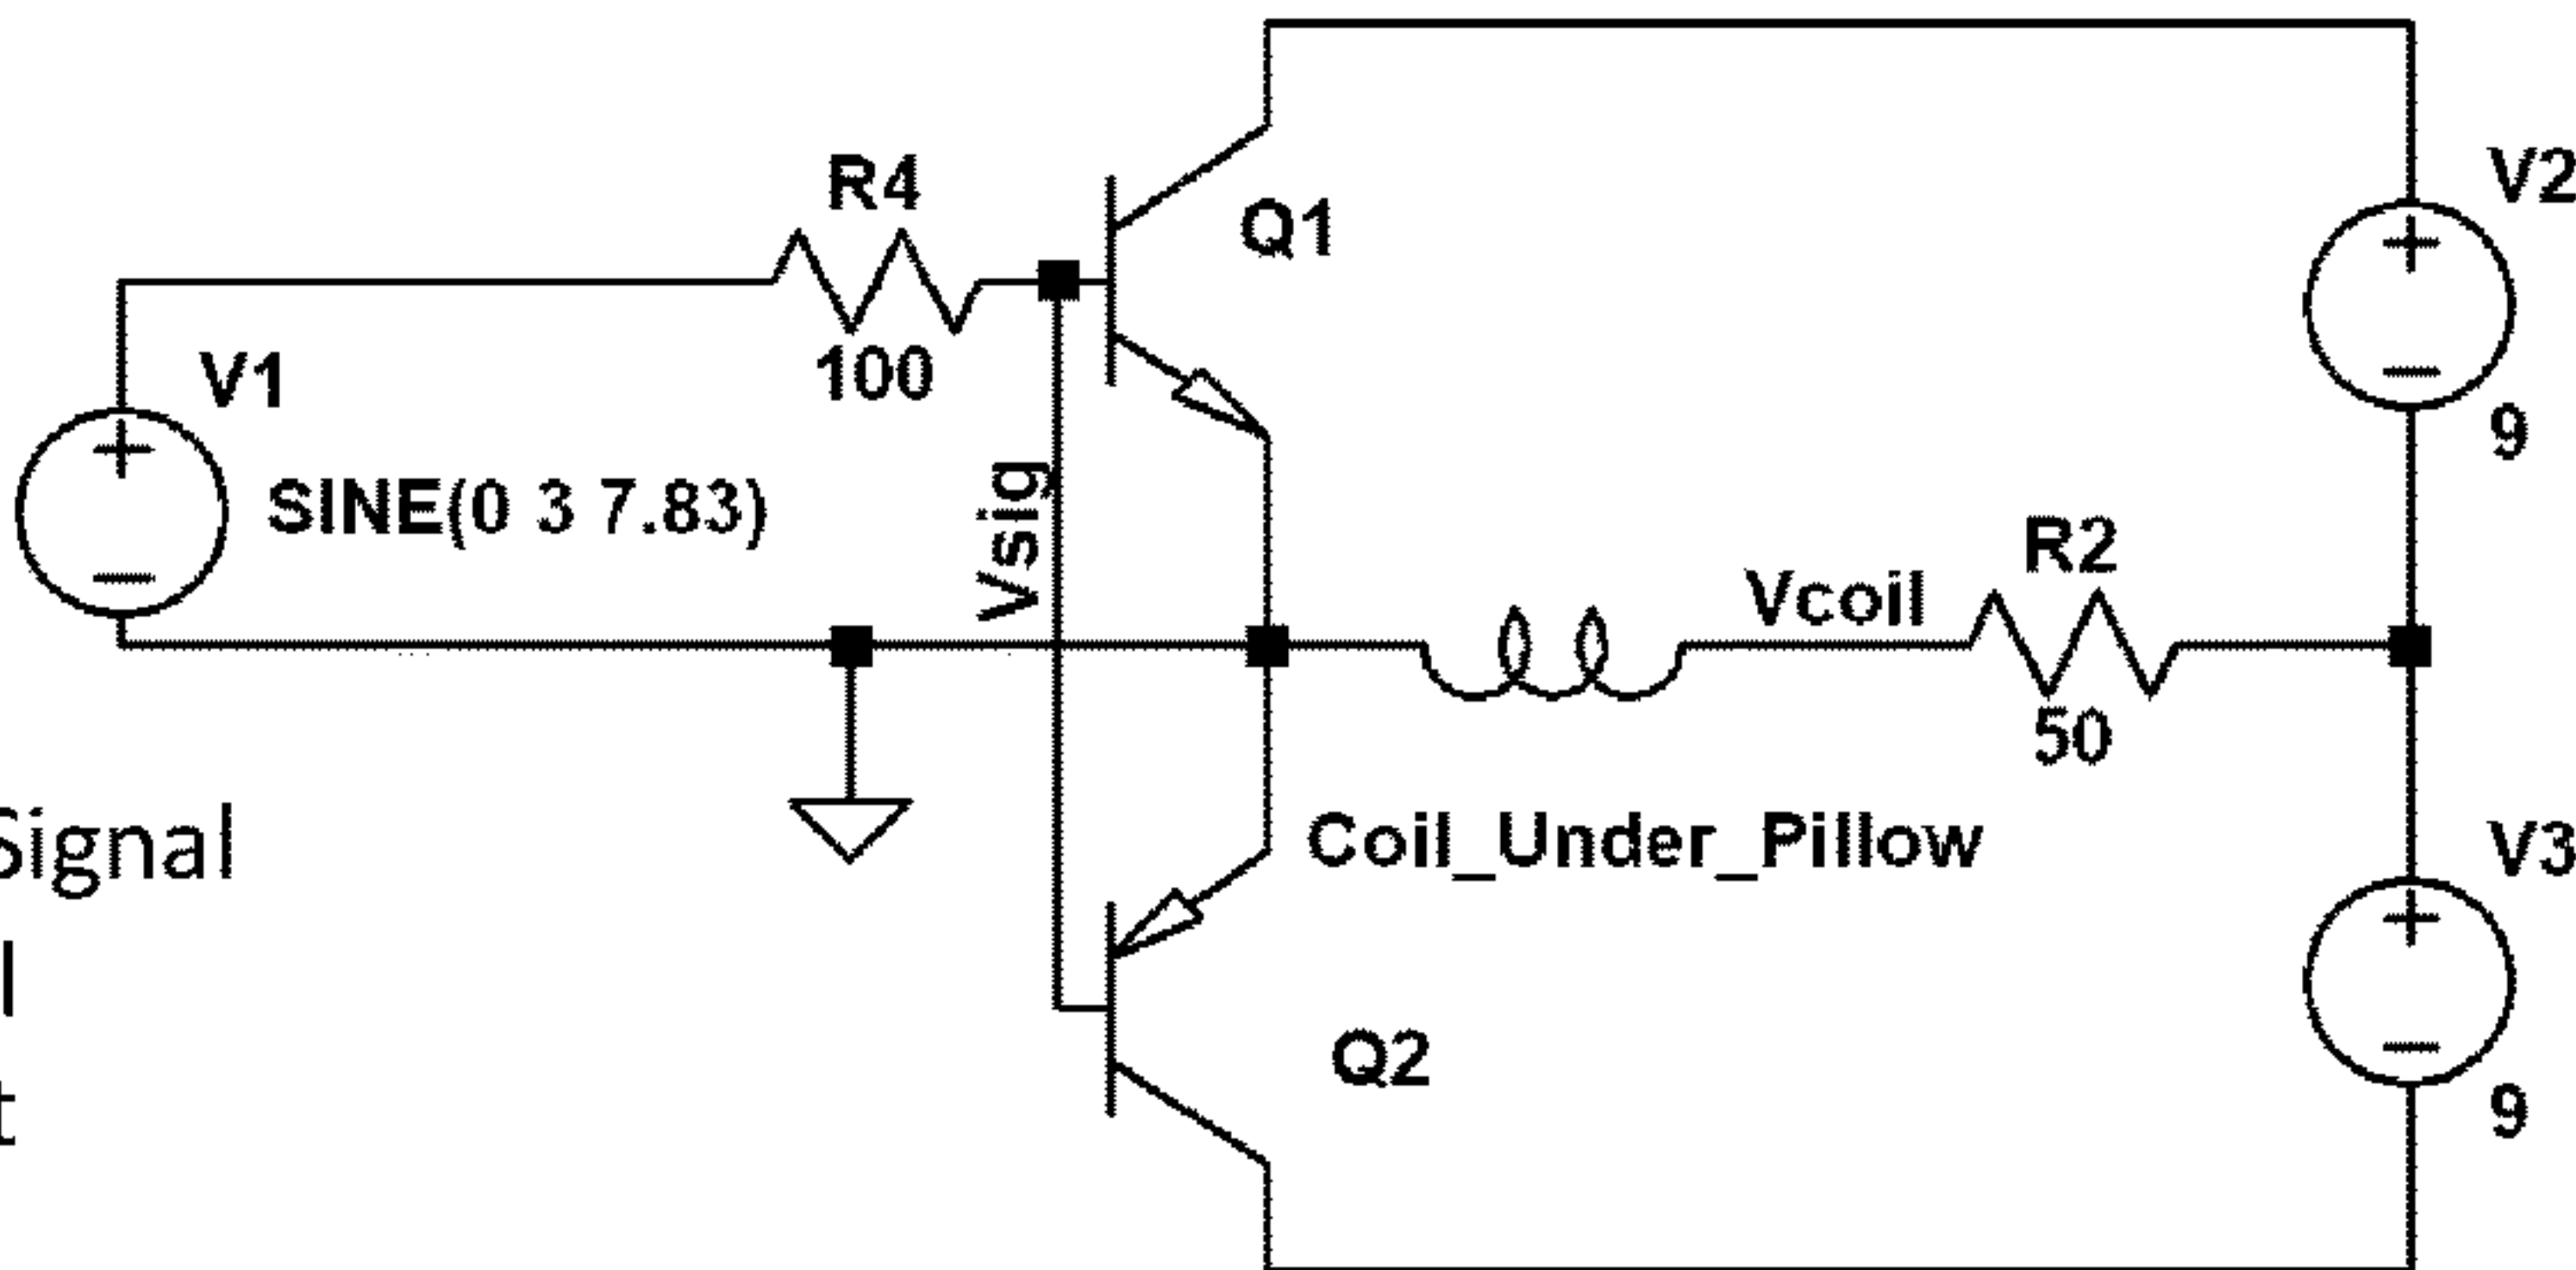 V2
R4
Q1
100
V1
9
SINE(0 3 7.83)
Vsig
R2
Vcoil
50
Signal
Coil_Under_Pillow
V3
l
Q2
t
9